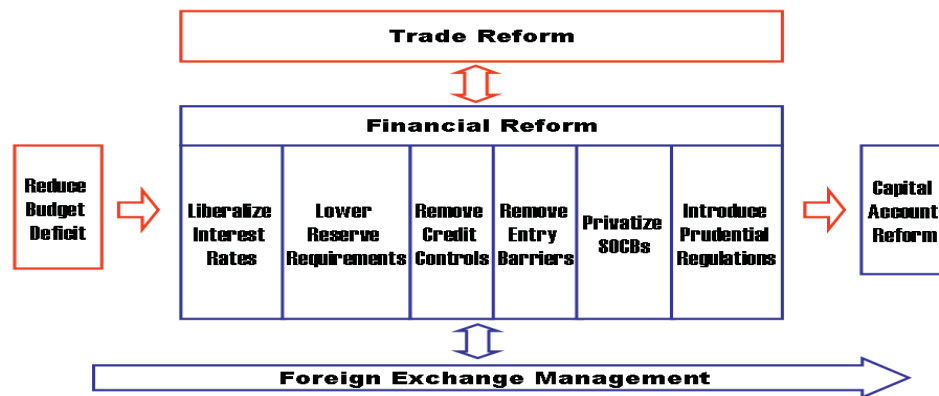 Trade Reform
Financial Reform
Reduce
Budget
Deficit
Liberalize
Interest
Rates
Lower
Reserve
Requirements
Remove
Credit
Controls
Remove
Entry
Barriers
Privatize
SOCBs
Introduce
Prudential
Regulations
Capital
Account
Reform
Foreign Exchange Management